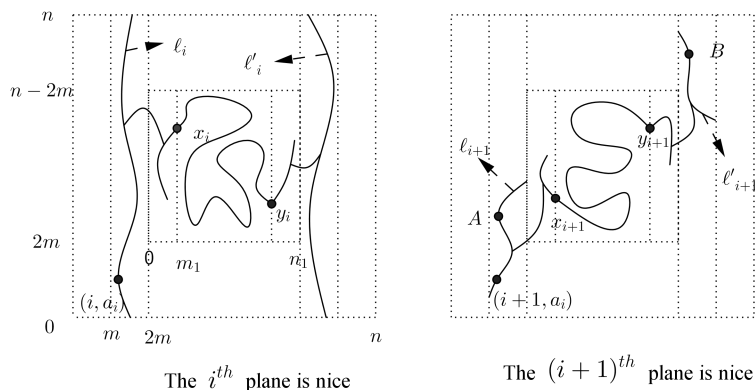 n
ℓ_i
ℓ'_i
n − 2m
x_i
y_i
2m
0
m_1
n_1
(i, a_i)
0
m
2m
n
The i^{th} plane is nice
B
y_{i+1}
ℓ_{i+1}
ℓ'_{i+1}
A
x_{i+1}
(i + 1, a_i)
The (i + 1)^{th} plane is nice